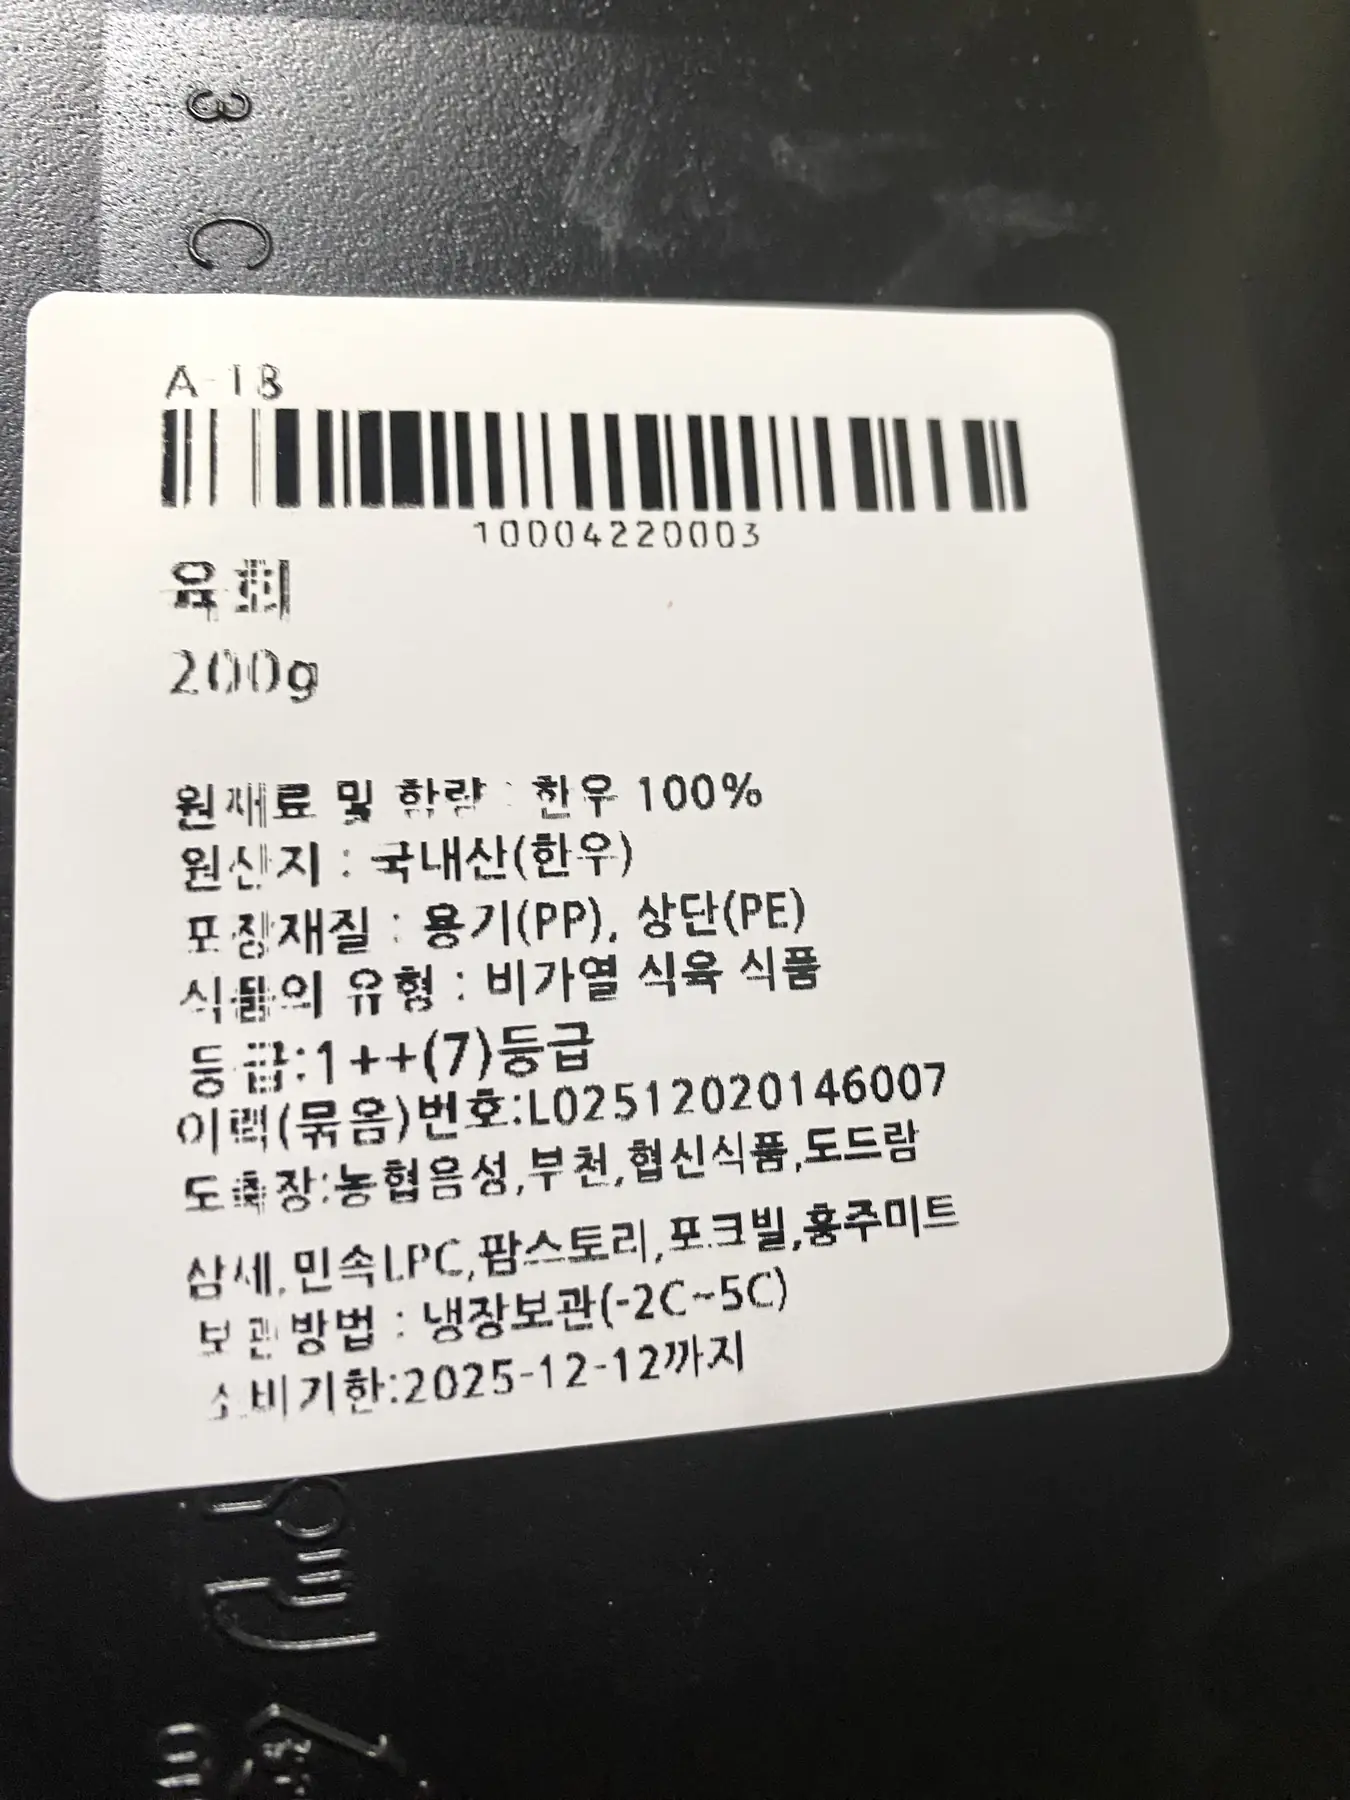 3
C
A-18
10004220003
육회
200g
원재료 및 함량 : 한우 100%
원산지 : 국내산(한우)
포장재질 : 용기(PP), 상단(PE)
식품의 유형 : 비가열 식육 식품
등급:1++(7)등급
이력(묶음)번호:L02512020146007
도축장:농협음성,부천,협신식품,도드람
삼세,민속LPC,팜스토리,포크빌,홍주미트
보관방법 : 냉장보관(-2C~5C)
소비기한:2025-12-12까지